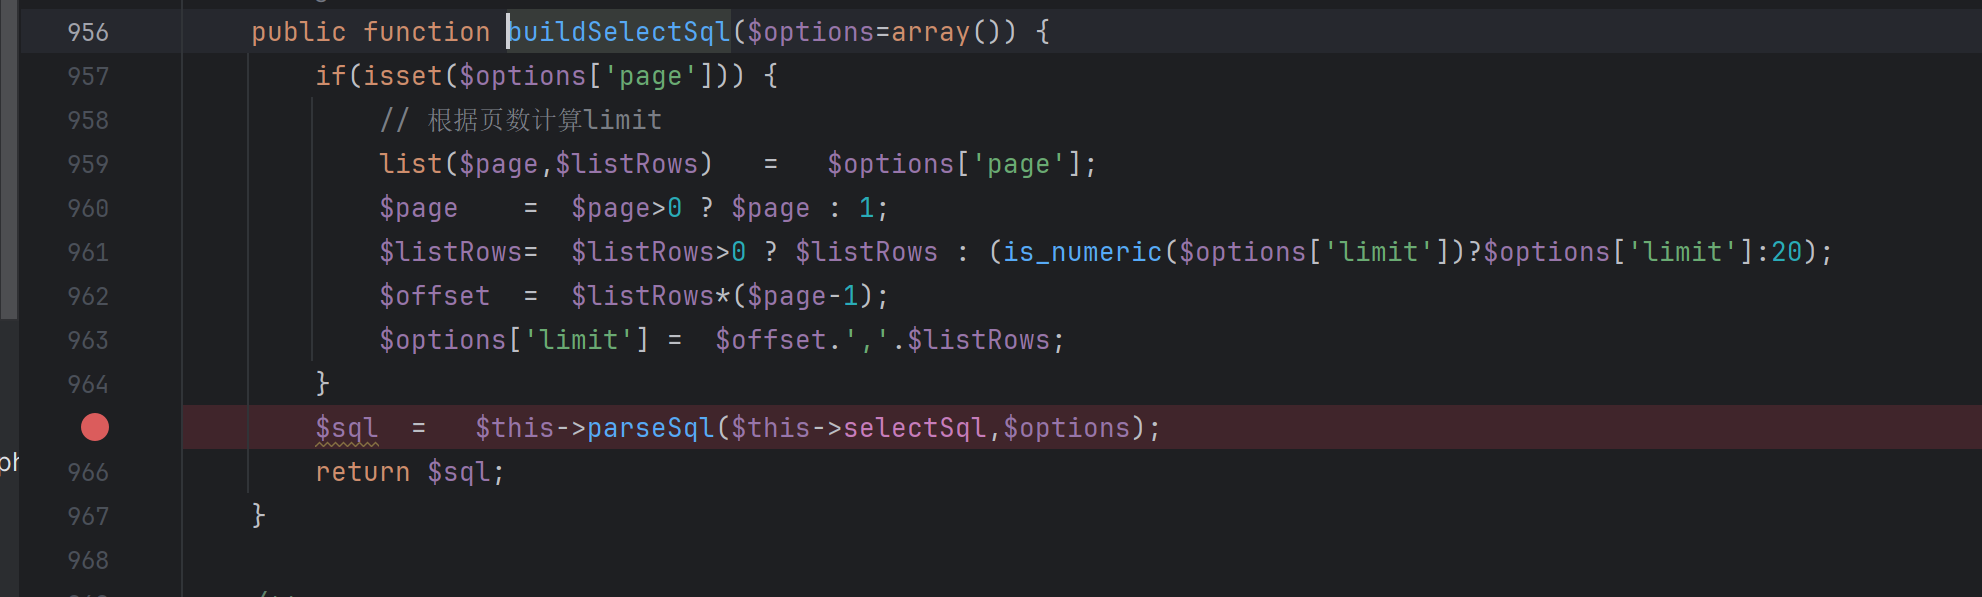 956 public function buildSelectSql($options=array()) {
957 if(isset($options['page'])) {
958 // 根据页数计算limit
959 list($page,$listRows)   =   $options['page'];
960 $page    =  $page>0 ? $page : 1;
961 $listRows=  $listRows>0 ? $listRows : (is_numeric($options['limit'])?$options['limit']:20);
962 $offset  =  $listRows*($page-1);
963 $options['limit'] =  $offset.','.$listRows;
964 }
$sql  =   $this->parseSql($this->selectSql,$options);
ph
966 return $sql;
967 }
968